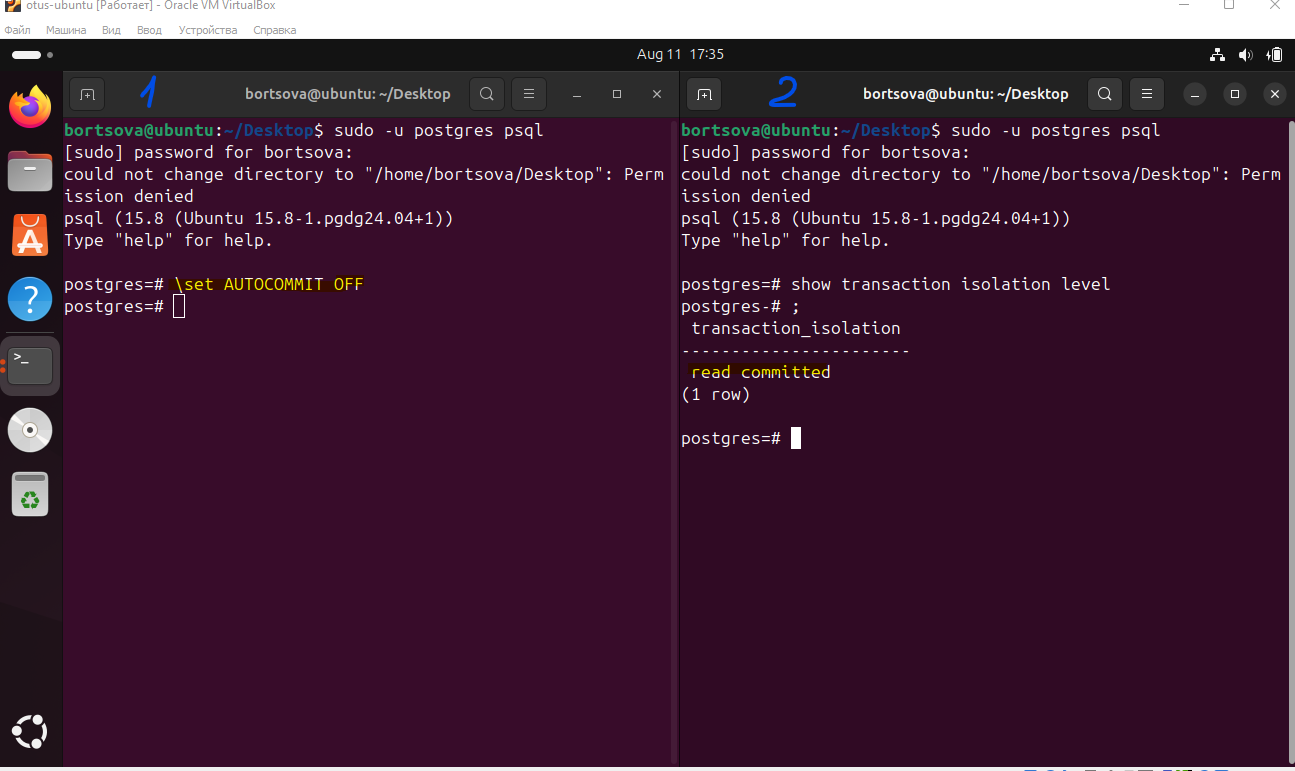 otus-ubuntu [Работает] - Oracle VM VirtualBox
Файл Машина Вид Ввод Устройства Справка
Aug 11 17:35
1 bortsova@ubuntu: ~/Desktop
bortsova@ubuntu:~/Desktop$ sudo -u postgres psql
[sudo] password for bortsova:
could not change directory to "/home/bortsova/Desktop": Perm
ission denied
psql (15.8 (Ubuntu 15.8-1.pgdg24.04+1))
Type "help" for help.
postgres=# \set AUTOCOMMIT OFF
postgres=#
2 bortsova@ubuntu: ~/Desktop
bortsova@ubuntu:~/Desktop$ sudo -u postgres psql
[sudo] password for bortsova:
could not change directory to "/home/bortsova/Desktop": Perm
ission denied
psql (15.8 (Ubuntu 15.8-1.pgdg24.04+1))
Type "help" for help.
postgres=# show transaction isolation level
postgres-# ;
transaction_isolation
-----------------------
read committed
(1 row)
postgres=#